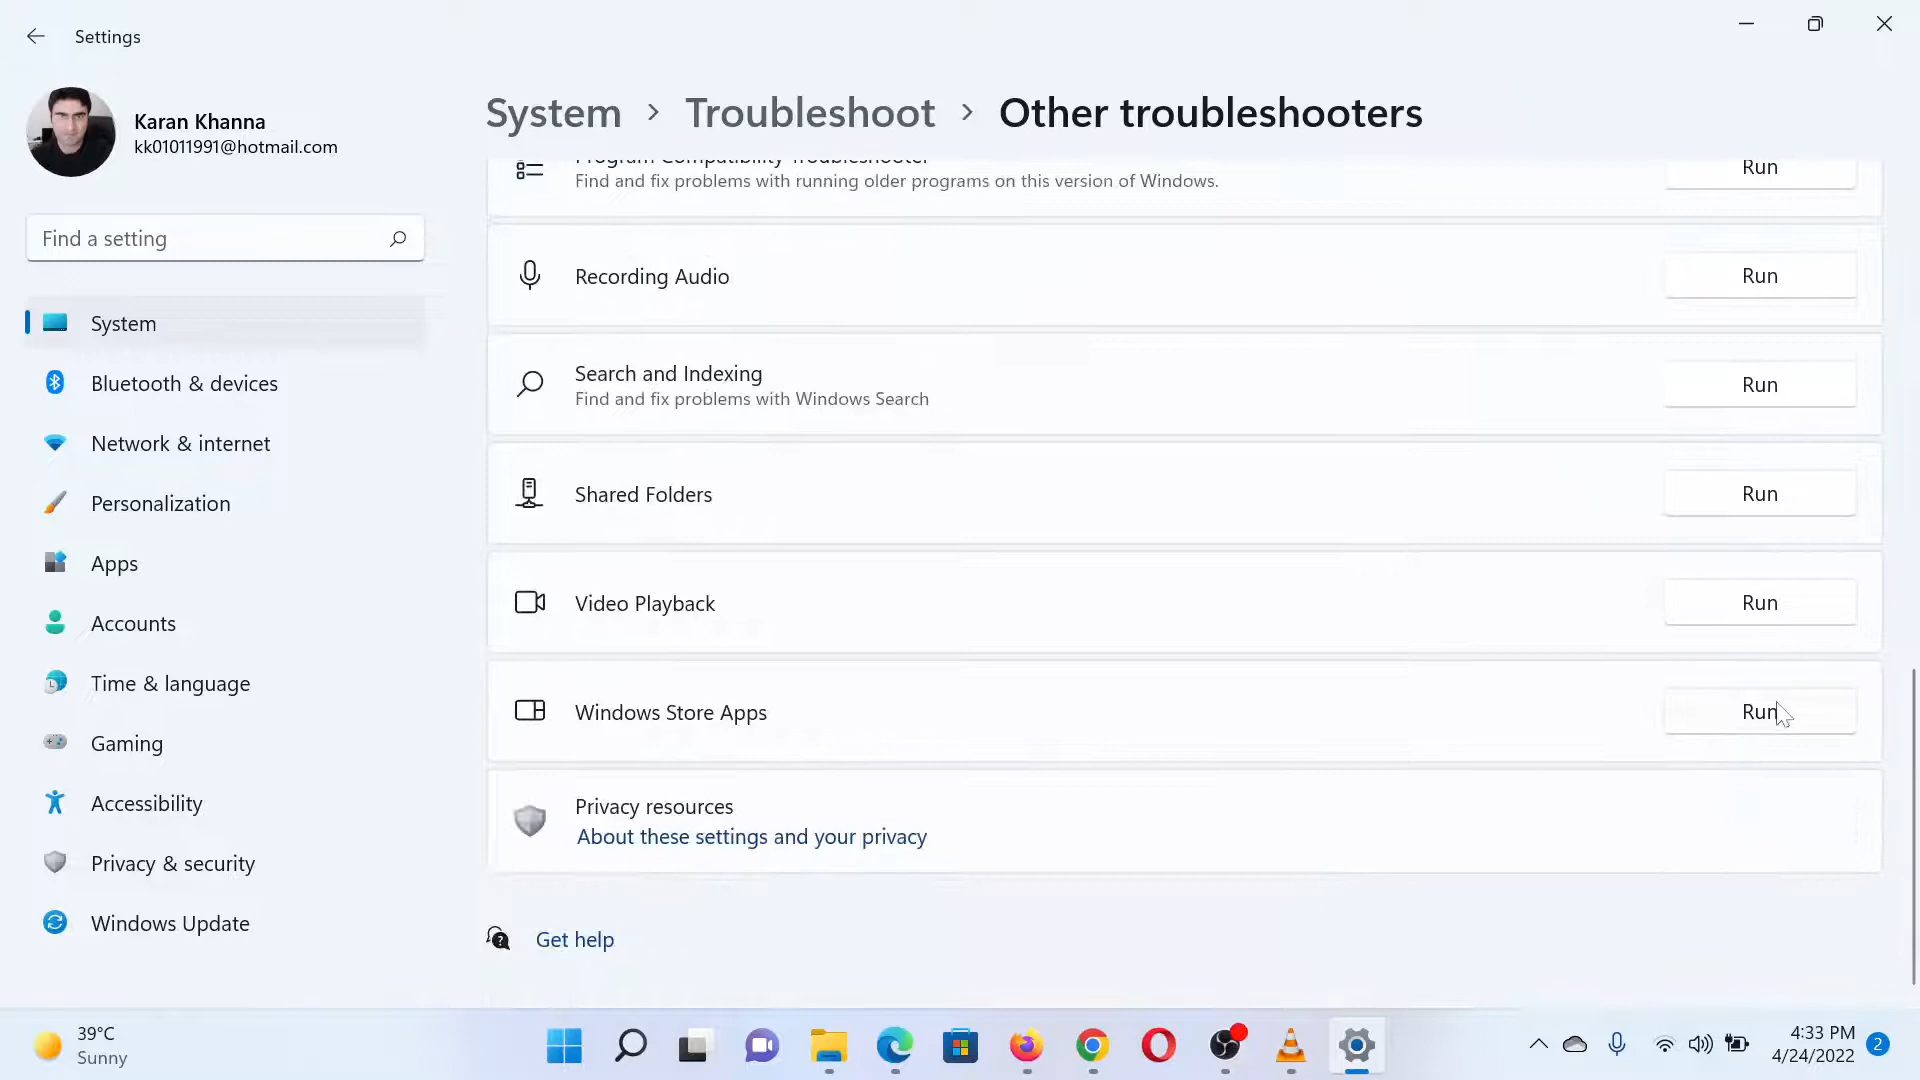 Settings
Karan Khanna
kk01011991@hotmail.com
Find a setting
System
Bluetooth & devices
Network & internet
Personalization
Apps
Accounts
Time & language
Gaming
Accessibility
Privacy & security
Windows Update
System > Troubleshoot > Other troubleshooters
Program Compatibility Troubleshooter
Find and fix problems with running older programs on this version of Windows.
Run
Recording Audio
Run
Search and Indexing
Find and fix problems with Windows Search
Run
Shared Folders
Run
Video Playback
Run
Windows Store Apps
Run
Privacy resources
About these settings and your privacy
Get help
39°C
Sunny
4:33 PM
4/24/2022
2